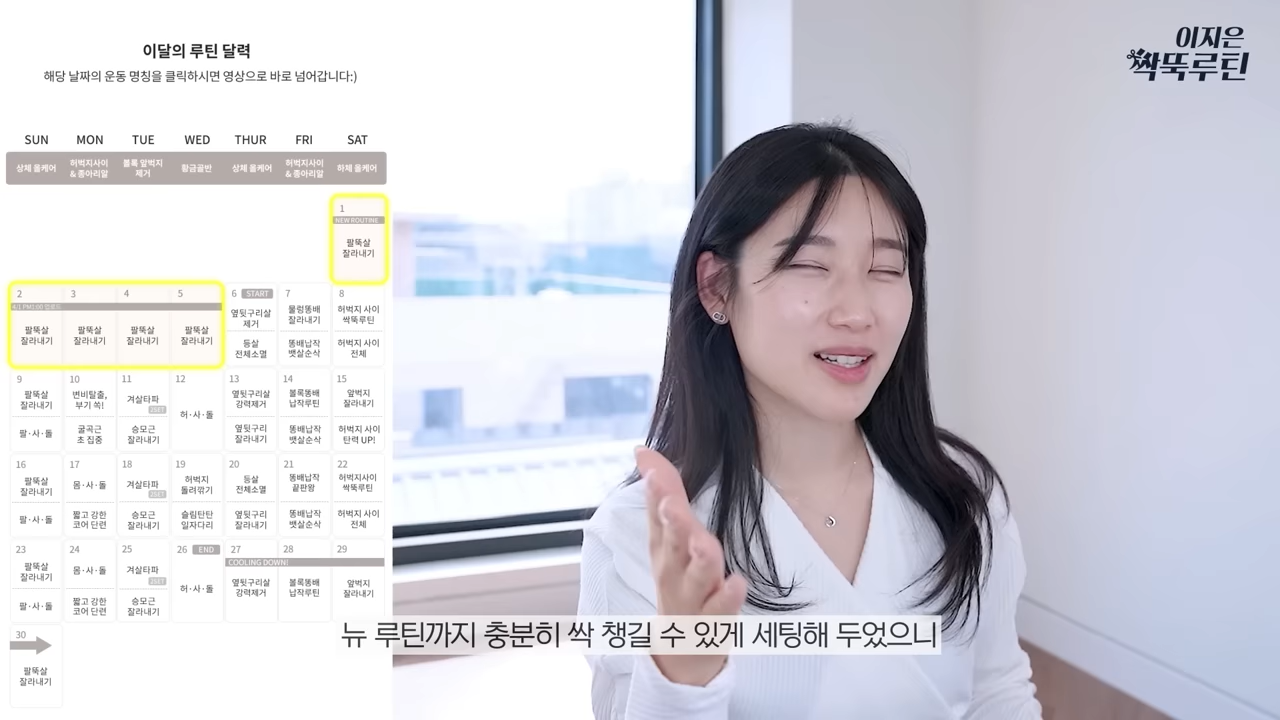 이달의 루틴 달력
해당 날짜의 운동 명칭을 클릭하시면 영상으로 바로 넘어갑니다:)
이지은
싹뚝루틴
SUN MON TUE WED THUR FRI SAT
상체 올케어 허벅지사이 & 종아리알 볼록 앞벅지 제거 황금골반 상체 올케어 허벅지사이 & 종아리알 하체 올케어
1
NEW ROUTINE
팔뚝살
잘라내기
2 3 4 5 6 START 7 8
팔뚝살 잘라내기 팔뚝살 잘라내기 팔뚝살 잘라내기 팔뚝살 잘라내기 옆뒷구리살 제거 물렁똥배 잘라내기 허벅지 사이 싹뚝루틴
등살 전체소멸 똥배납작 뱃살순삭 허벅지 사이 전체
9 10 11 12 13 14 15
팔뚝살 잘라내기 변비탈출, 부기 쏙! 겨살타파 2SET 허·사·돌 옆뒷구리살 강력제거 볼록똥배 납작루틴 앞벅지 잘라내기
팔·사·돌 굴곡근 초 집중 승모근 잘라내기 옆뒷구리 잘라내기 똥배납작 뱃살순삭 허벅지 사이 탄력 UP!
16 17 18 19 20 21 22
팔뚝살 잘라내기 몸·사·돌 겨살타파 2SET 허벅지 돌려깎기 등살 전체소멸 똥배납작 끝판왕 허벅지사이 싹뚝루틴
팔·사·돌 짧고 강한 코어 단련 승모근 잘라내기 슬림탄탄 일자다리 옆뒷구리 잘라내기 똥배납작 뱃살순삭 허벅지 사이 전체
23 24 25 26 END 27 28 29
COOLING DOWN!
팔뚝살 잘라내기 몸·사·돌 겨살타파 2SET 허·사·돌 옆뒷구리살 강력제거 볼록똥배 납작루틴 앞벅지 잘라내기
팔·사·돌 짧고 강한 코어 단련 승모근 잘라내기
30
팔뚝살
잘라내기
뉴 루틴까지 충분히 싹 챙길 수 있게 세팅해 두었으니